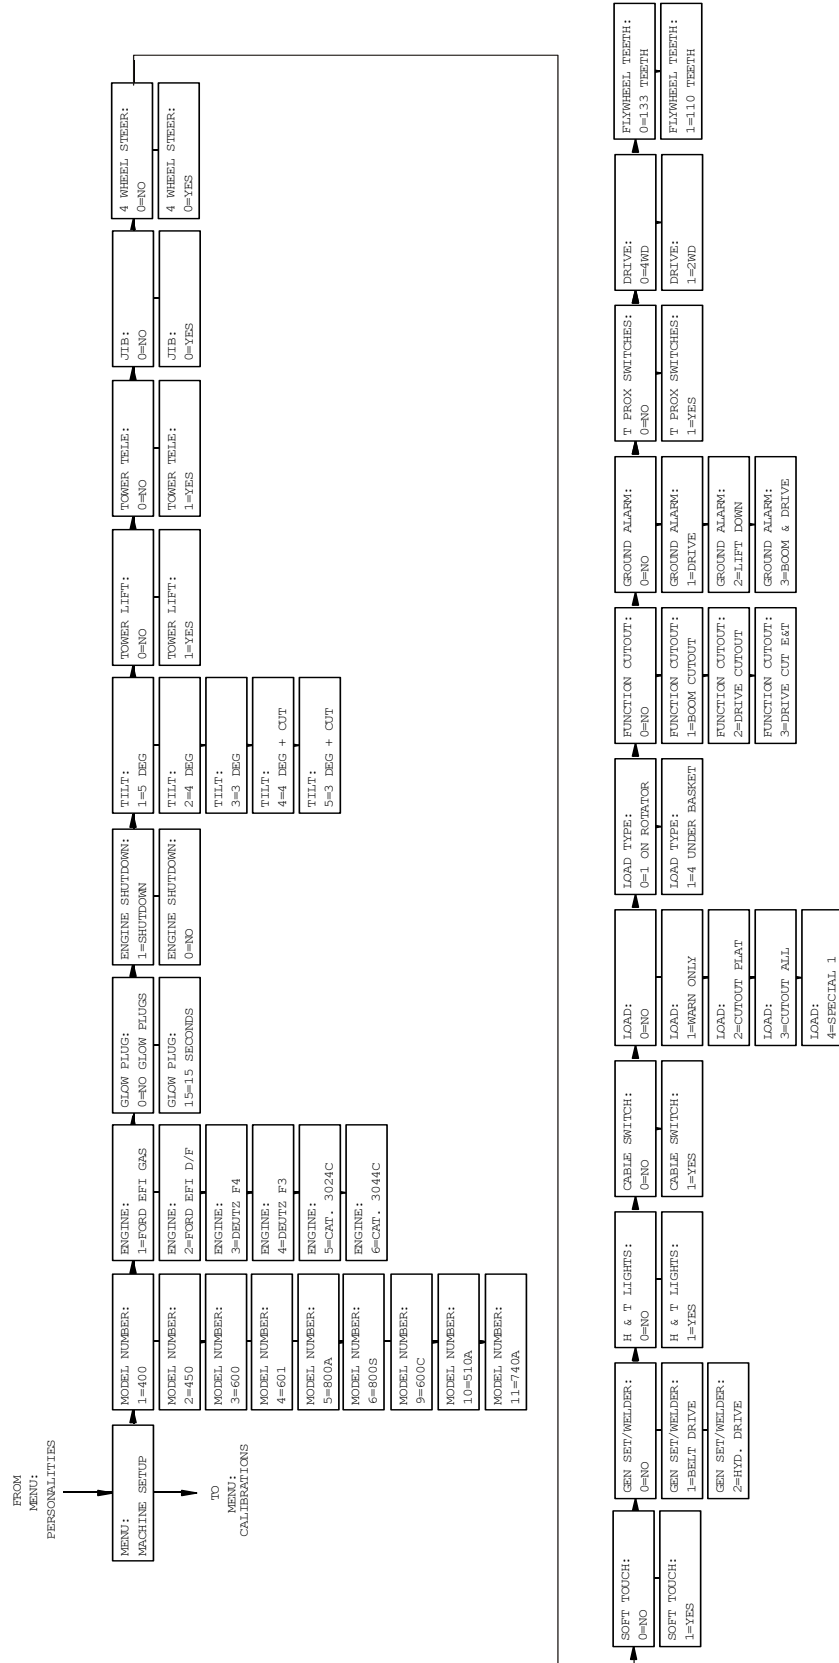 FROM
MENU:
PERSONALITIES
MENU:
MACHINE SETUP
TO
MENU:
CALIBRATIONS
MODEL NUMBER:
1=400
MODEL NUMBER:
2=450
MODEL NUMBER:
3=600
MODEL NUMBER:
4=601
MODEL NUMBER:
5=800A
MODEL NUMBER:
6=800S
MODEL NUMBER:
9=600C
MODEL NUMBER:
10=510A
MODEL NUMBER:
11=740A
ENGINE:
1=FORD EFI GAS
ENGINE:
2=FORD EFI D/F
ENGINE:
3=DEUTZ F4
ENGINE:
4=DEUTZ F3
ENGINE:
5=CAT. 3024C
ENGINE:
6=CAT. 3044C
GLOW PLUG:
0=NO GLOW PLUGS
GLOW PLUG:
15=15 SECONDS
ENGINE SHUTDOWN:
1=SHUTDOWN
ENGINE SHUTDOWN:
0=NO
TILT:
1=5 DEG
TILT:
2=4 DEG
TILT:
3=3 DEG
TILT:
4=4 DEG + CUT
TILT:
5=3 DEG + CUT
TOWER LIFT:
0=NO
TOWER LIFT:
1=YES
TOWER TELE:
0=NO
TOWER TELE:
1=YES
JIB:
0=NO
JIB:
0=YES
4 WHEEL STEER:
0=NO
4 WHEEL STEER:
0=YES
SOFT TOUCH:
0=NO
SOFT TOUCH:
1=YES
GEN SET/WELDER:
0=NO
GEN SET/WELDER:
1=BELT DRIVE
GEN SET/WELDER:
2=HYD. DRIVE
H & T LIGHTS:
0=NO
H & T LIGHTS:
1=YES
CABLE SWITCH:
0=NO
CABLE SWITCH:
1=YES
LOAD:
0=NO
LOAD:
1=WARN ONLY
LOAD:
2=CUTOUT PLAT
LOAD:
3=CUTOUT ALL
LOAD:
4=SPECIAL 1
LOAD TYPE:
0=1 ON ROTATOR
LOAD TYPE:
1=4 UNDER BASKET
FUNCTION CUTOUT:
0=NO
FUNCTION CUTOUT:
1=BOOM CUTOUT
FUNCTION CUTOUT:
2=DRIVE CUTOUT
FUNCTION CUTOUT:
3=DRIVE CUT E&T
GROUND ALARM:
0=NO
GROUND ALARM:
1=DRIVE
GROUND ALARM:
2=LIFT DOWN
GROUND ALARM:
3=BOOM & DRIVE
T PROX SWITCHES:
0=NO
T PROX SWITCHES:
1=YES
DRIVE:
0=4WD
DRIVE:
1=2WD
FLYWHEEL TEETH:
0=133 TEETH
FLYWHEEL TEETH:
1=110 TEETH